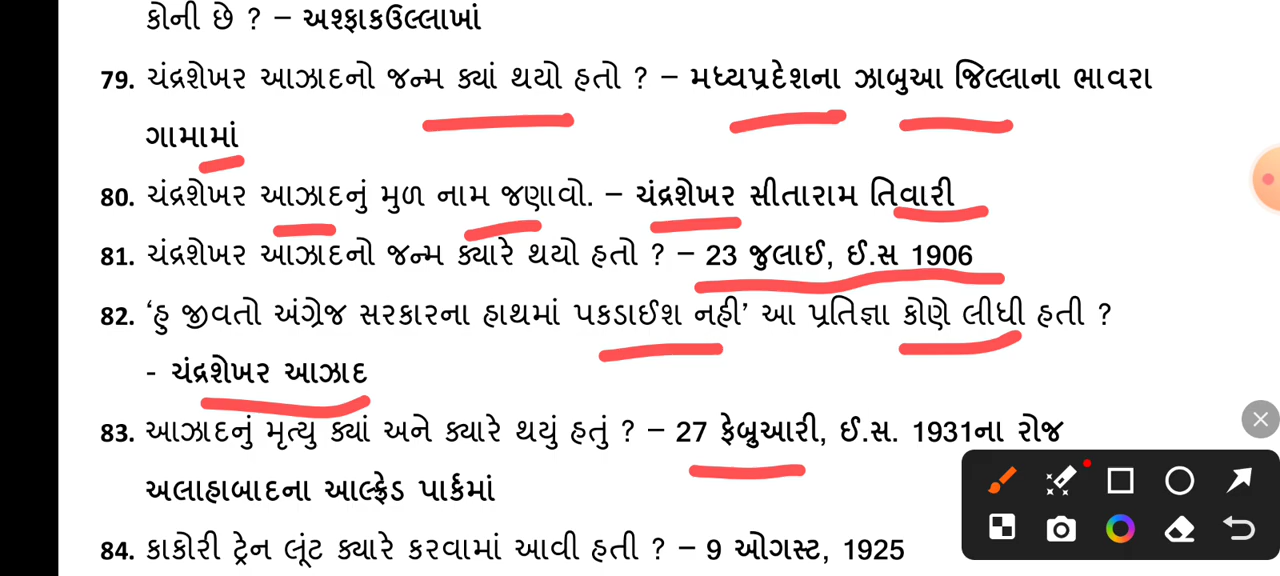 કોની છે ? – અશ્ફાકઉલ્લાખાં
79. ચંદ્રશેખર આઝાદનો જન્મ ક્યાં થયો હતો ? – મધ્યપ્રદેશના ઝાબુઆ જિલ્લાના ભાવરા
ગામામાં
80. ચંદ્રશેખર આઝાદનું મુળ નામ જણાવો. – ચંદ્રશેખર સીતારામ તિવારી
81. ચંદ્રશેખર આઝાદનો જન્મ ક્યારે થયો હતો ? – 23 જુલાઈ, ઈ.સ 1906
82. ‘હુ જીવતો અંગ્રેજ સરકારના હાથમાં પકડાઈશ નહી’ આ પ્રતિજ્ઞા કોણે લીધી હતી ?
- ચંદ્રશેખર આઝાદ
83. આઝાદનું મૃત્યુ ક્યાં અને ક્યારે થયું હતું ? – 27 ફેબ્રુઆરી, ઈ.સ. 1931ના રોજ
અલાહાબાદના આલ્ફ્રેડ પાર્કમાં
84. કાકોરી ટ્રેન લૂંટ ક્યારે કરવામાં આવી હતી ? – 9 ઓગસ્ટ, 1925